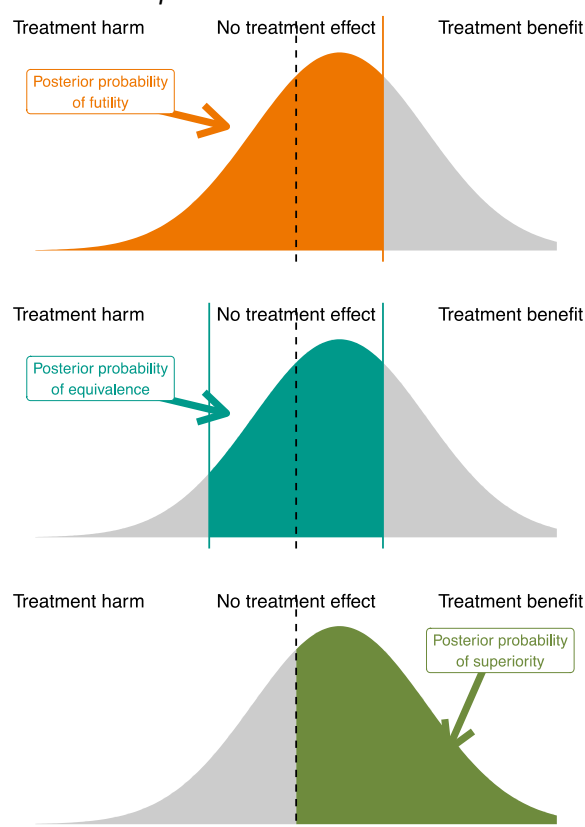 Treatment harm No treatment effect Treatment benefit
Posterior probability
of futility
Treatment harm No treatment effect Treatment benefit
Posterior probability
of equivalence
Treatment harm No treatment effect Treatment benefit
Posterior probability
of superiority